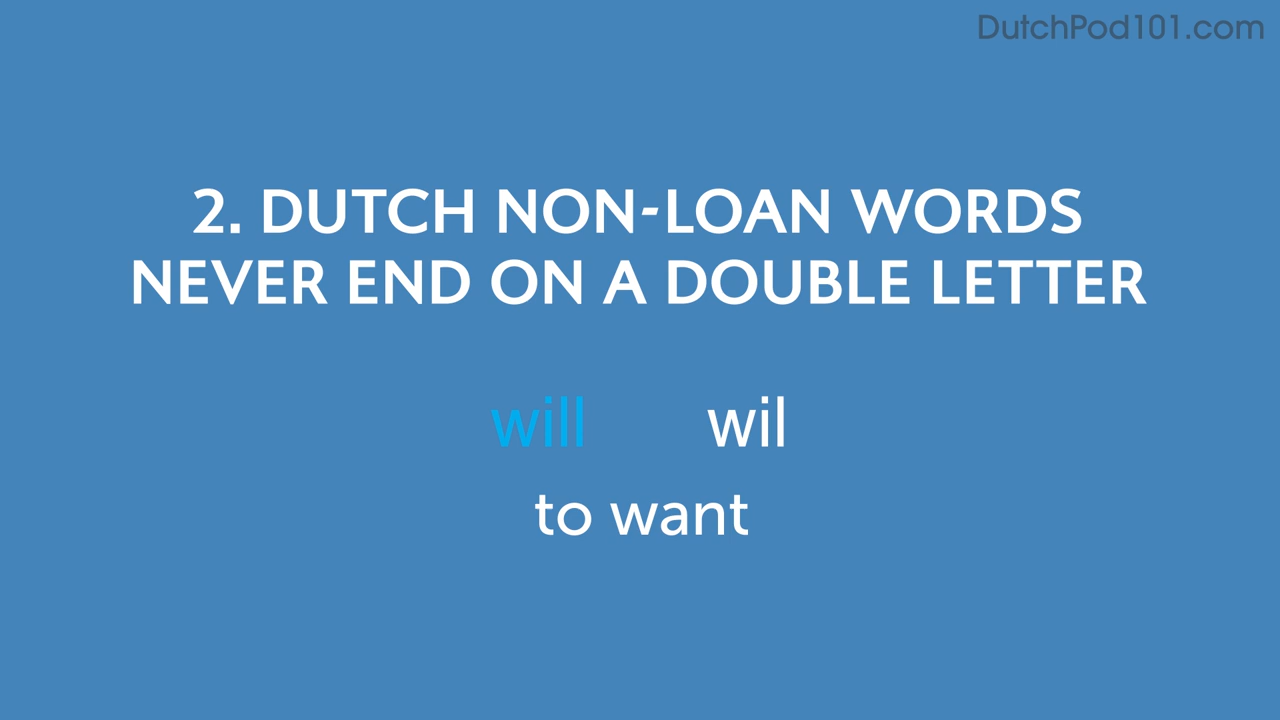 DutchPod101.com
2. DUTCH NON-LOAN WORDS
NEVER END ON A DOUBLE LETTER
will wil
to want